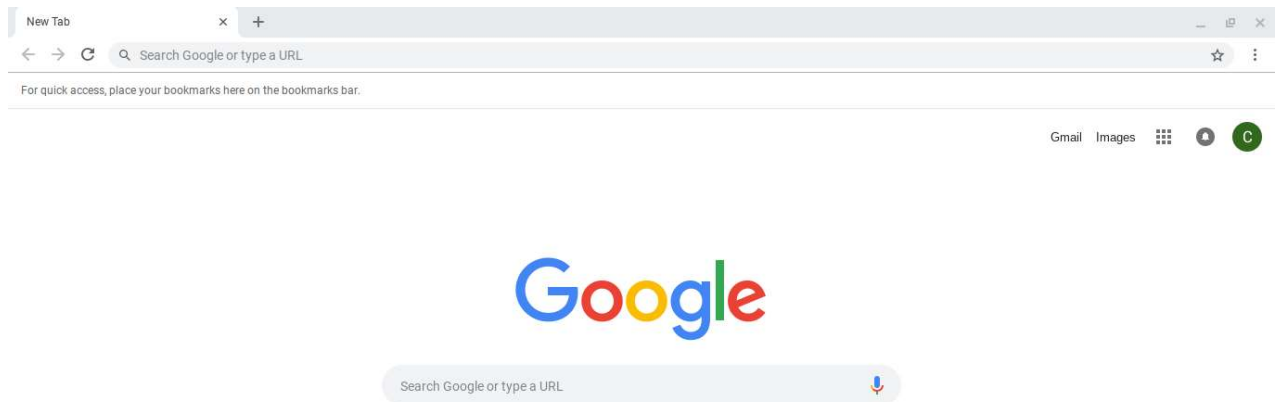 New Tab
Search Google or type a URL
For quick access, place your bookmarks here on the bookmarks bar.
Gmail Images C
Google
Search Google or type a URL